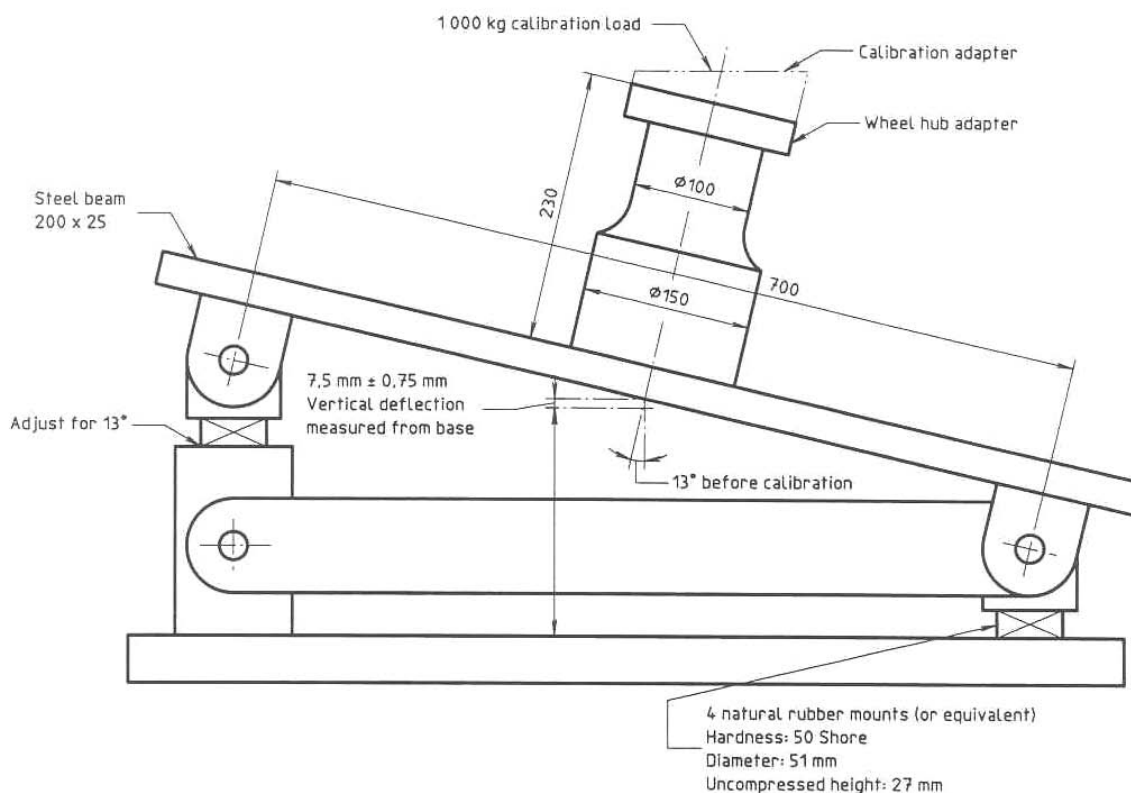 1 000 kg calibration load
Calibration adapter
Wheel hub adapter
Steel beam
200 x 25
230
ø100
700
ø150
7,5 mm ± 0,75 mm
Vertical deflection
measured from base
Adjust for 13°
13° before calibration
4 natural rubber mounts (or equivalent)
Hardness: 50 Shore
Diameter: 51 mm
Uncompressed height: 27 mm